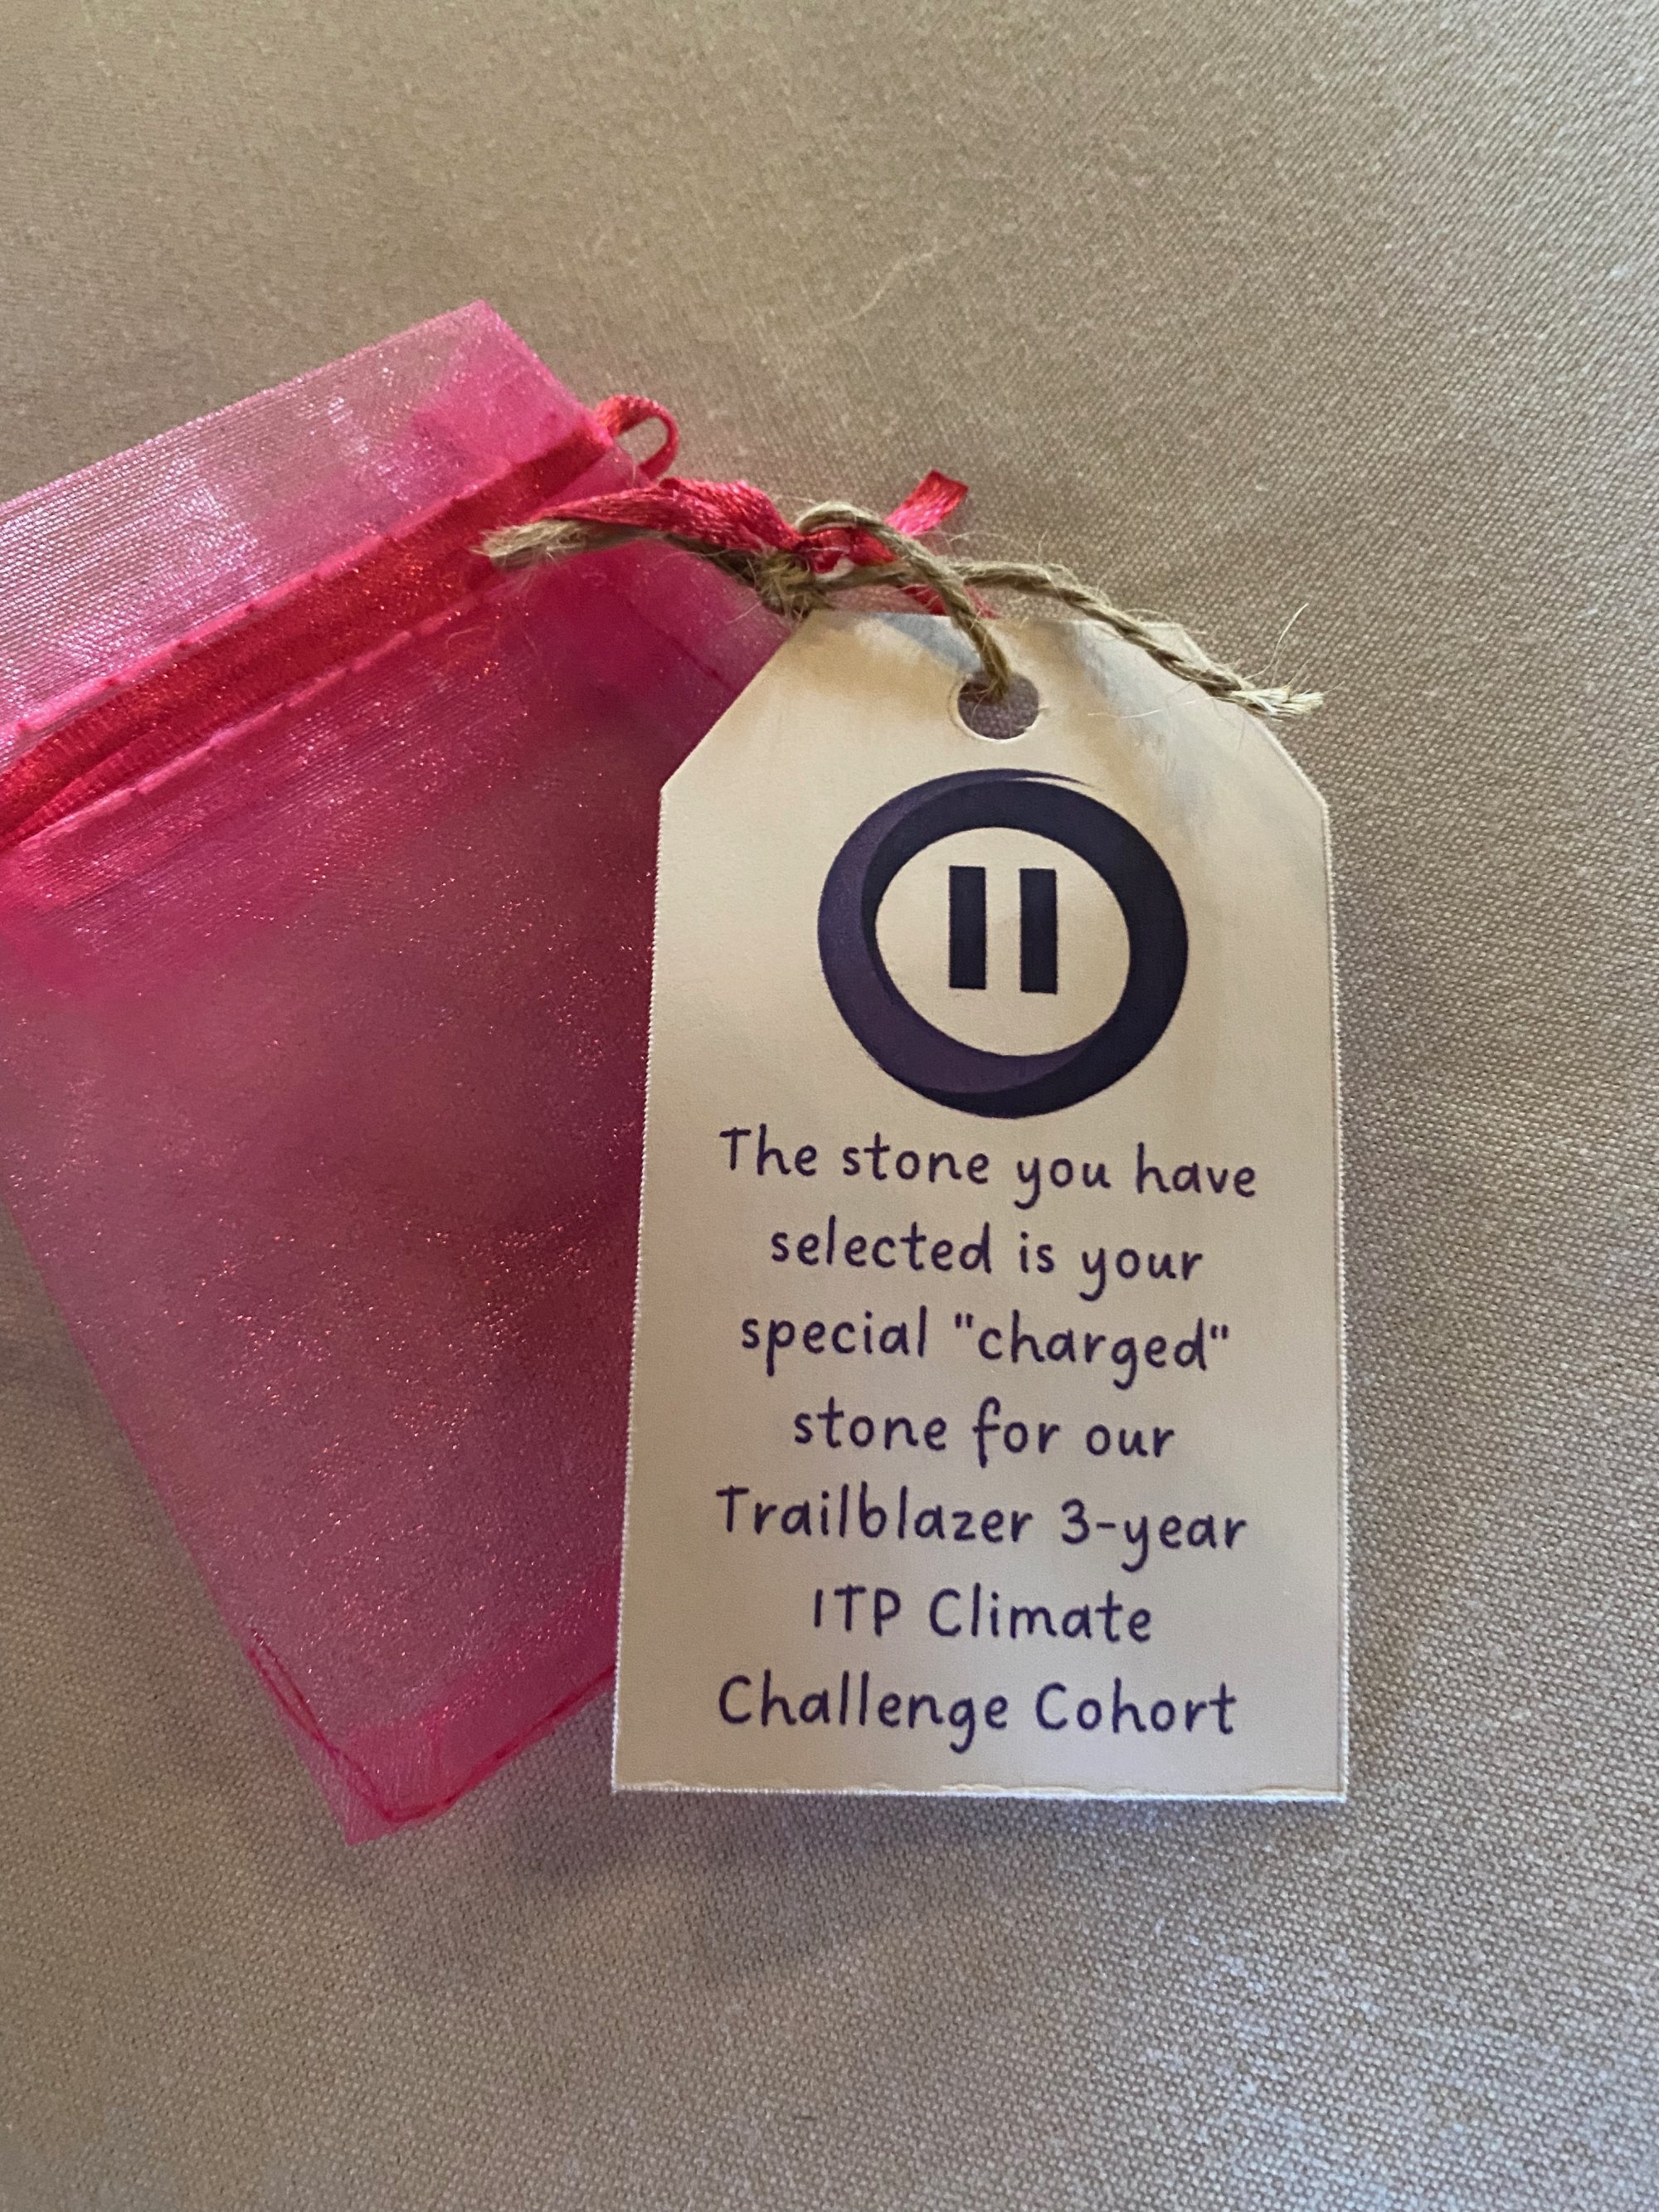 The stone you have
selected is your
special "charged"
stone for our
Trailblazer 3-year
ITP Climate
Challenge Cohort